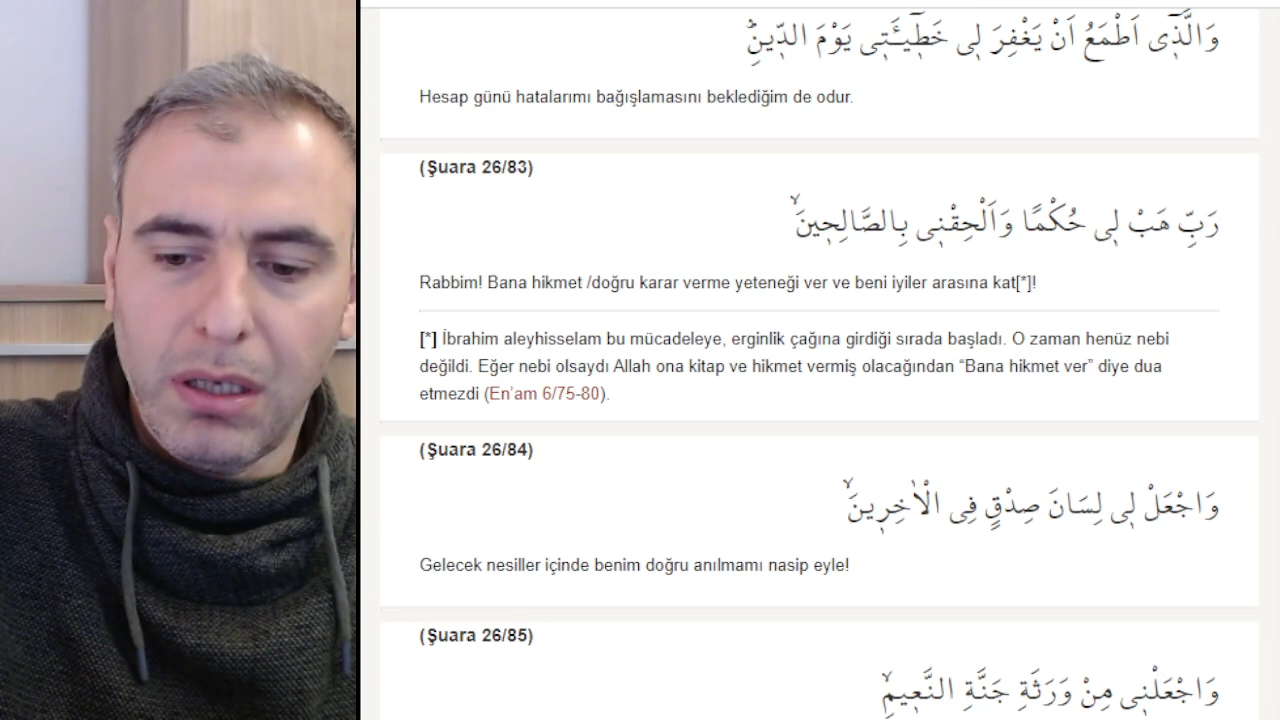 وَالَّذ۪ٓي اَطْمَعُ اَنْ يَغْفِرَ ل۪ي خَط۪ٓيـَٔت۪ي يَوْمَ الدّ۪ينِۜ
Hesap günü hatalarımı bağışlamasını beklediğim de odur.
(Şuara 26/83)
رَبِّ هَبْ ل۪ي حُكْمًا وَاَلْحِقْن۪ي بِالصَّالِح۪ينَۙ
Rabbim! Bana hikmet /doğru karar verme yeteneği ver ve beni iyiler arasına kat[*]!
[*] İbrahim aleyhisselam bu mücadeleye, erginlik çağına girdiği sırada başladı. O zaman henüz nebi
değildi. Eğer nebi olsaydı Allah ona kitap ve hikmet vermiş olacağından “Bana hikmet ver” diye dua
etmezdi (En’am 6/75-80).
(Şuara 26/84)
وَاجْعَلْ ل۪ي لِسَانَ صِدْقٍ فِي الْاٰخِر۪ينَۙ
Gelecek nesiller içinde benim doğru anılmamı nasip eyle!
(Şuara 26/85)
وَاجْعَلْن۪ي مِنْ وَرَثَةِ جَنَّةِ النَّع۪يمِۙ